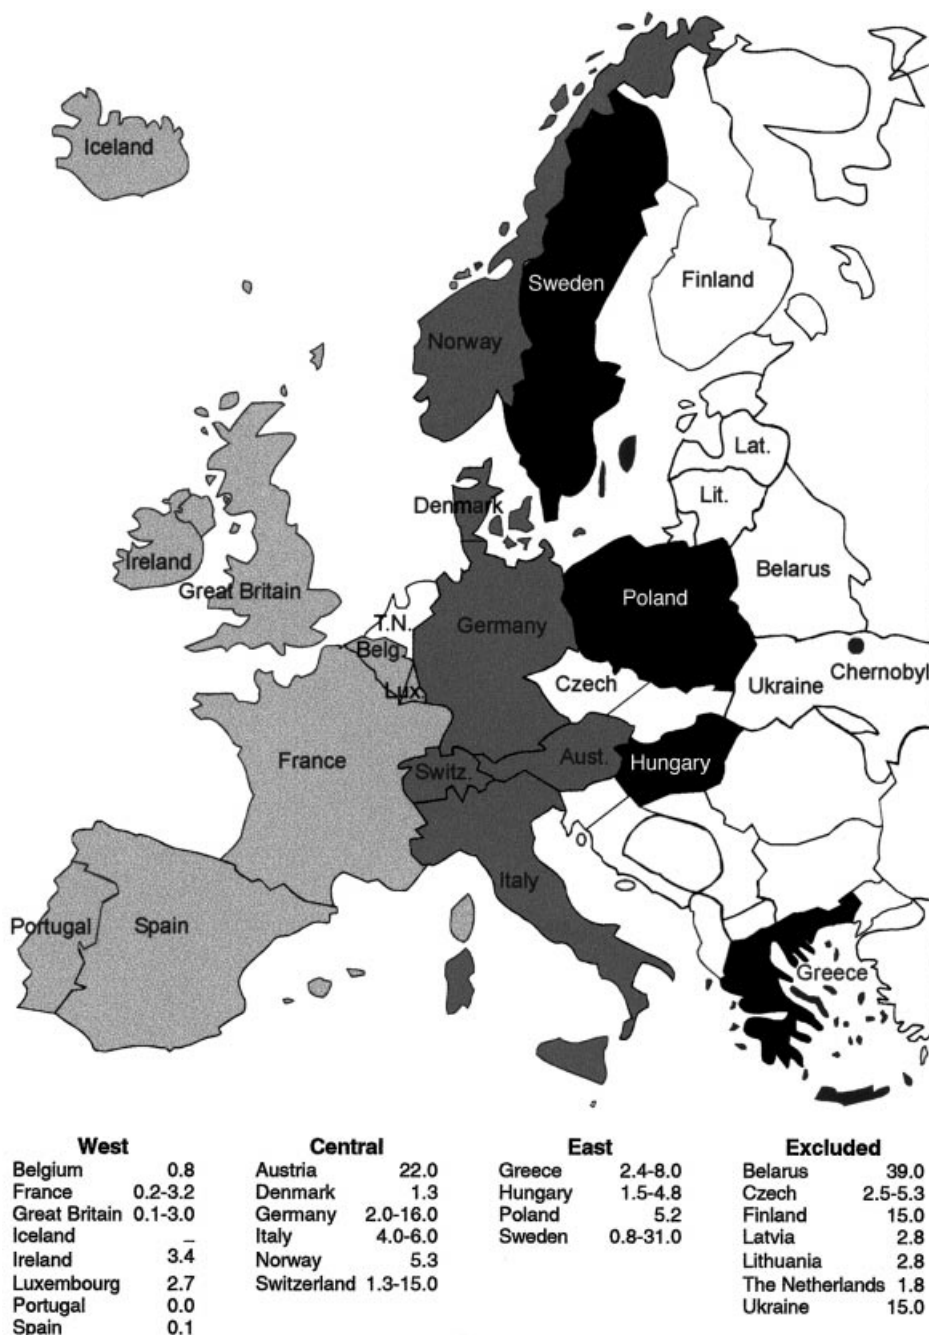 Iceland
Sweden
Finland
Norway
Lat.
Lit.
Denmark
Ireland
Great Britain
Belarus
Poland
T.N.
Germany
Belg.
Lux.
Czech
Chernobyl
Ukraine
France
Switz.
Aust.
Hungary
Italy
Portugal
Spain
Greece
West
Belgium 0.8
France 0.2-3.2
Great Britain 0.1-3.0
Iceland –
Ireland 3.4
Luxembourg 2.7
Portugal 0.0
Spain 0.1
Central
Austria 22.0
Denmark 1.3
Germany 2.0-16.0
Italy 4.0-6.0
Norway 5.3
Switzerland 1.3-15.0
East
Greece 2.4-8.0
Hungary 1.5-4.8
Poland 5.2
Sweden 0.8-31.0
Excluded
Belarus 39.0
Czech 2.5-5.3
Finland 15.0
Latvia 2.8
Lithuania 2.8
The Netherlands 1.8
Ukraine 15.0